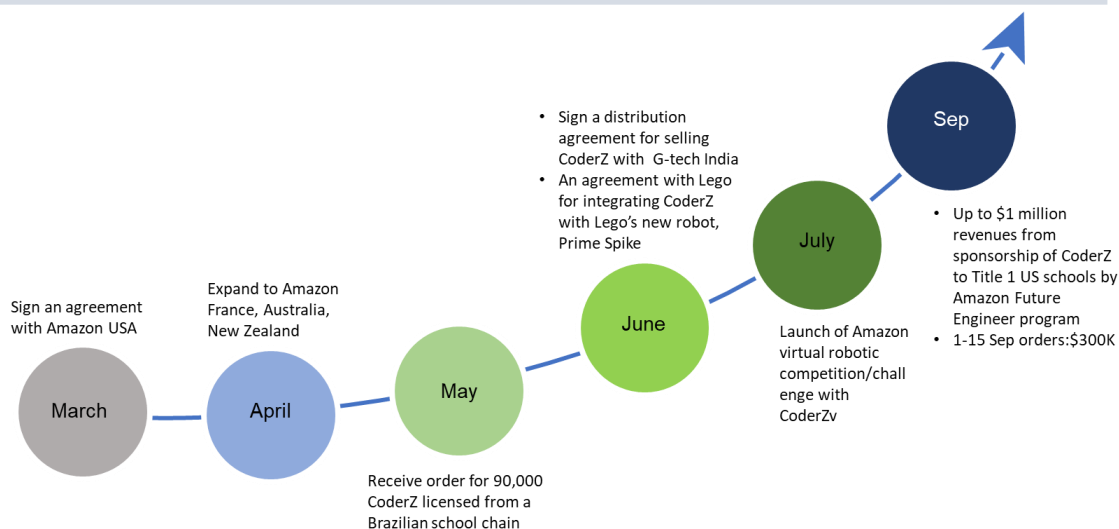 Sign an agreement
with Amazon USA
March
Expand to Amazon
France, Australia,
New Zealand
April
May
Receive order for 90,000
CoderZ licensed from a
Brazilian school chain
• Sign a distribution
agreement for selling
CoderZ with G-tech India
• An agreement with Lego
for integrating CoderZ
with Lego's new robot,
Prime Spike
June
July
Launch of Amazon
virtual robotic
competition/chall
enge with
CoderZv
Sep
• Up to $1 million
revenues from
sponsorship of CoderZ
to Title 1 US schools by
Amazon Future
Engineer program
• 1-15 Sep orders:$300K